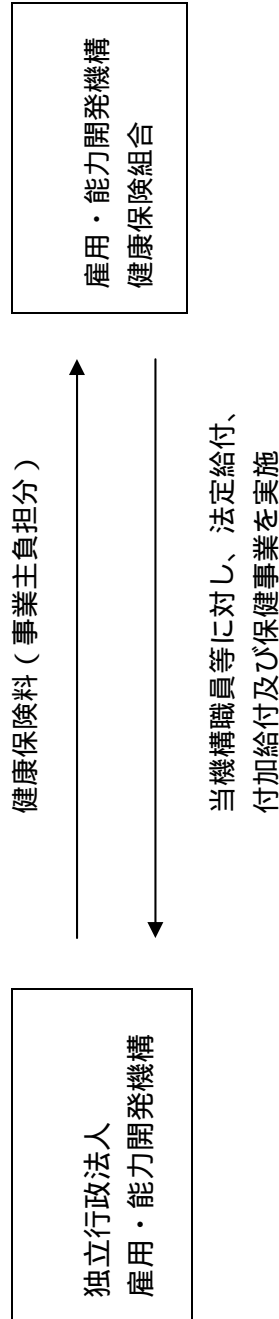 独立行政法人
雇用・能力開発機構
健康保険料(事業主負担分)
当機構職員等に対し、法定給付、
付加給付及び保健事業を実施
雇用・能力開発機構
健康保険組合